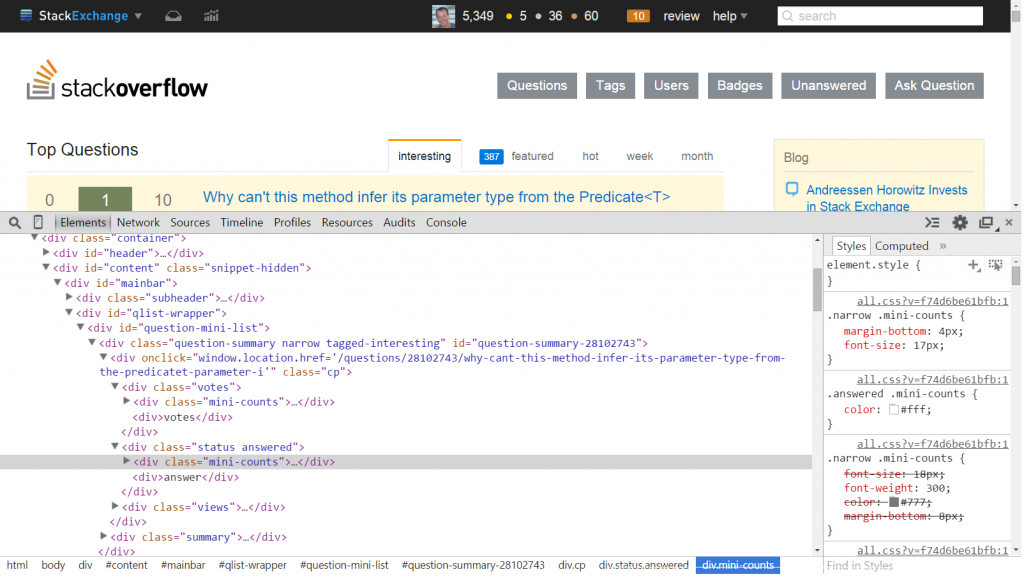 StackExchange 5,349 5 36 60 10 review help search
stackoverflow Questions Tags Users Badges Unanswered Ask Question
Top Questions interesting 387 featured hot week month
Blog
0 1 10 Why can't this method infer its parameter type from the Predicate<T>
Andreessen Horowitz Invests
in Stack Exchange
Elements Network Sources Timeline Profiles Resources Audits Console
<div class="container">
<div id="header">…</div>
<div id="content" class="snippet-hidden">
<div id="mainbar">
<div class="subheader">…</div>
<div id="qlist-wrapper">
<div id="question-mini-list">
<div class="question-summary narrow tagged-interesting" id="question-summary-28102743">
<div onclick="window.location.href='/questions/28102743/why-cant-this-method-infer-its-parameter-type-from-
the-predicatet-parameter-i'" class="cp">
<div class="votes">
<div class="mini-counts">…</div>
<div>votes</div>
</div>
<div class="status answered">
<div class="mini-counts">…</div>
<div>answer</div>
</div>
<div class="views">…</div>
</div>
<div class="summary">…</div>
</div>
Styles Computed »
element.style {
}
all.css?v=f74d6be61bfb:1
.narrow .mini-counts {
margin-bottom: 4px;
font-size: 17px;
}
all.css?v=f74d6be61bfb:1
.answered .mini-counts {
color: #fff;
}
all.css?v=f74d6be61bfb:1
.narrow .mini-counts {
font-size: 18px;
font-weight: 300;
color: #777;
margin-bottom: 8px;
}
all.css?v=f74d6be61bfb:1
html body div #content #mainbar #qlist-wrapper #question-mini-list #question-summary-28102743 div.cp div.status.answered div.mini-counts
Find in Styles